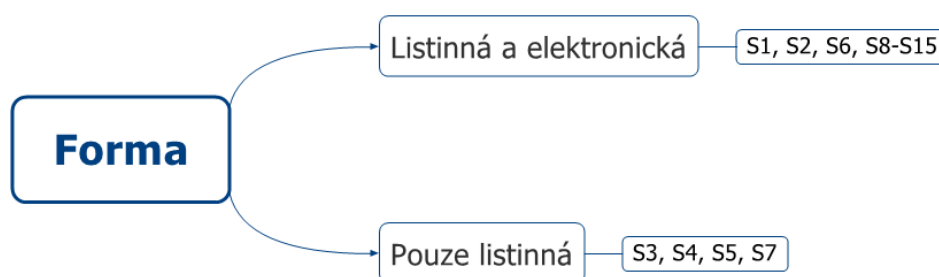 Forma
Listinná a elektronická
S1, S2, S6, S8-S15
Pouze listinná
S3, S4, S5, S7